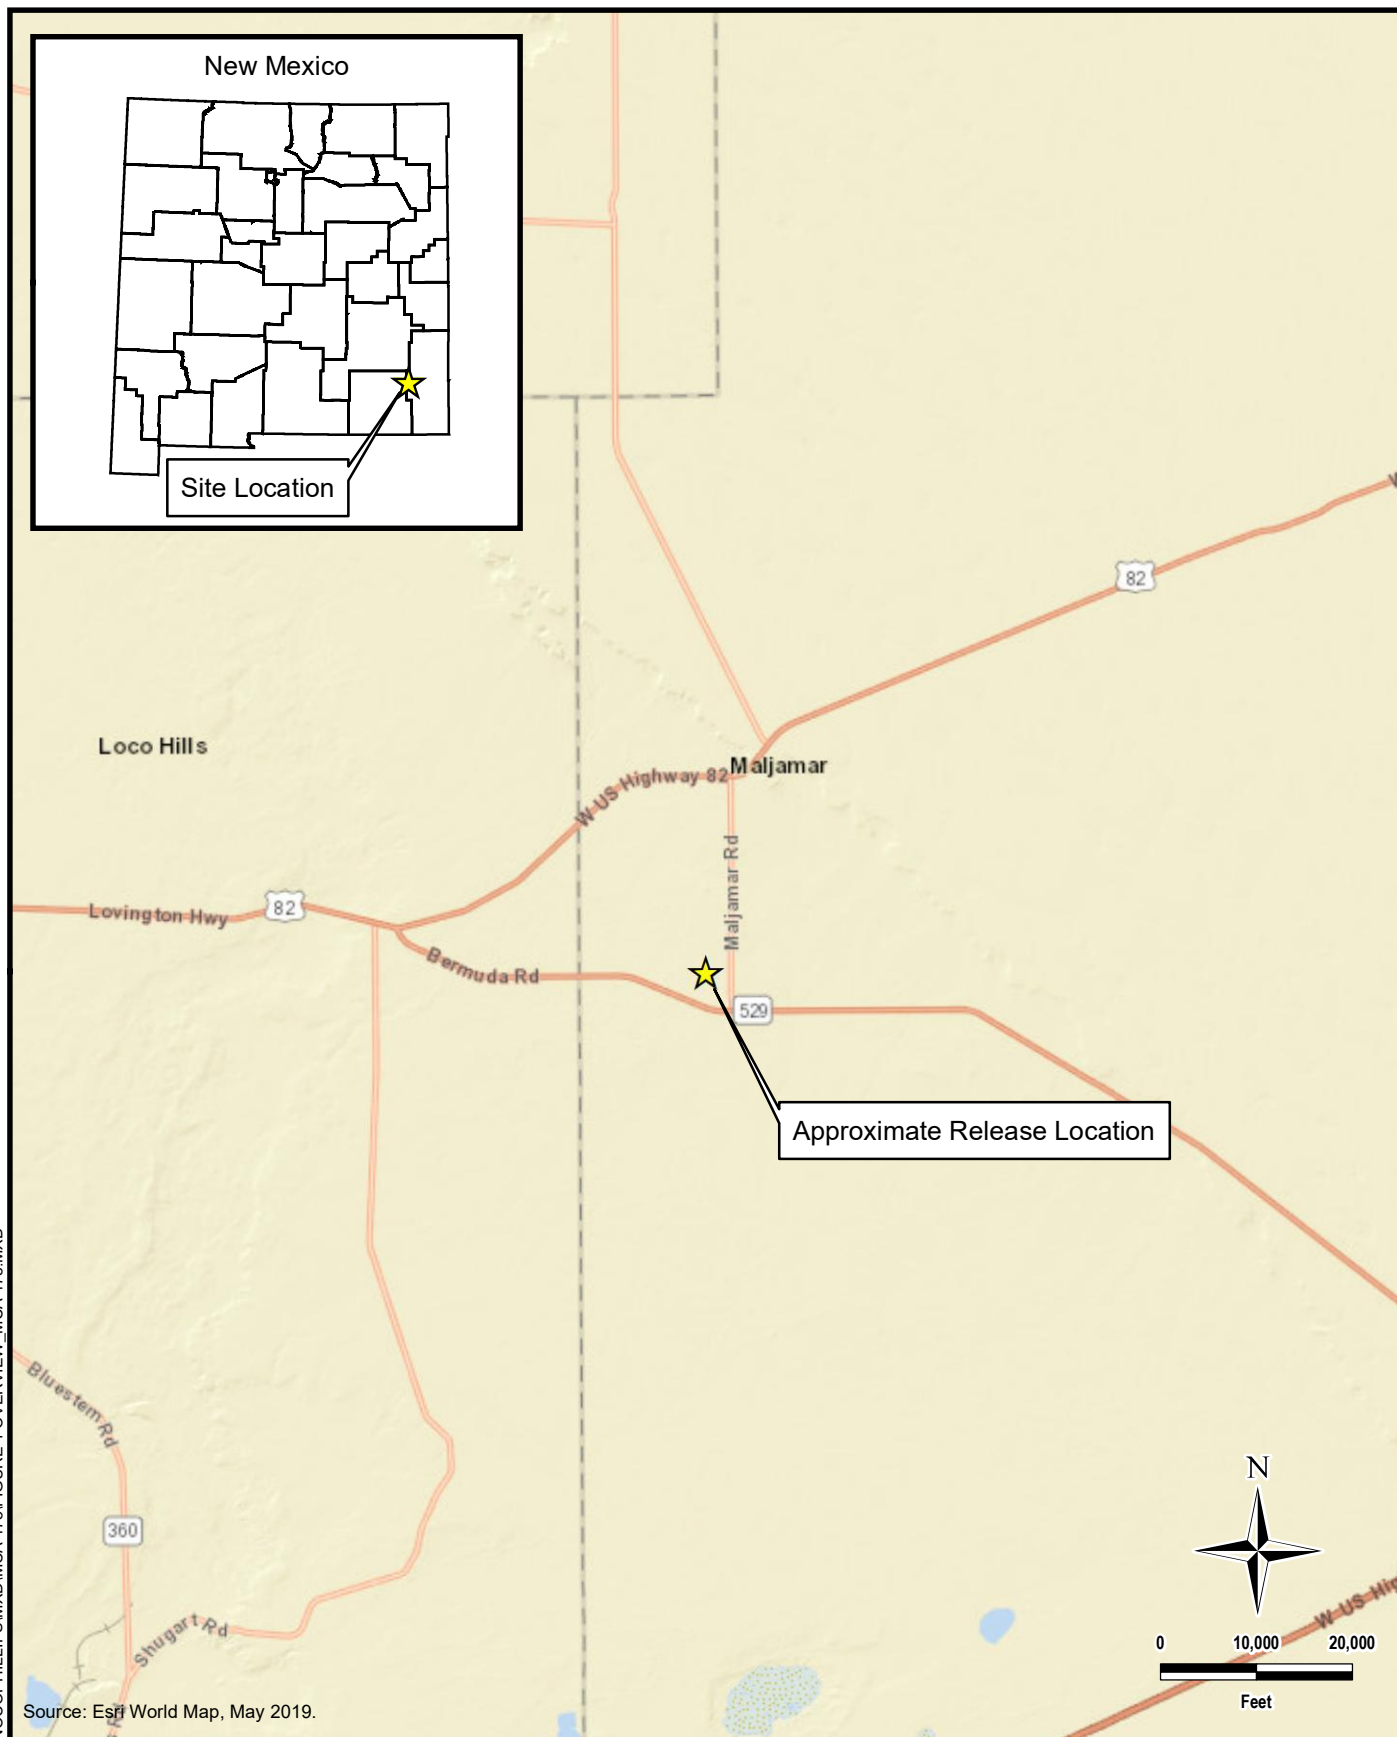 New Mexico
Site Location
82
Loco Hills
Maljamar
W US Highway 82
Maljamar Rd
Lovington Hwy
82
Bermuda Rd
529
Approximate Release Location
Bluestem Rd
360
Shugart Rd
N
W US
0 10,000 20,000
Feet
Source: Esri World Map, May 2019.